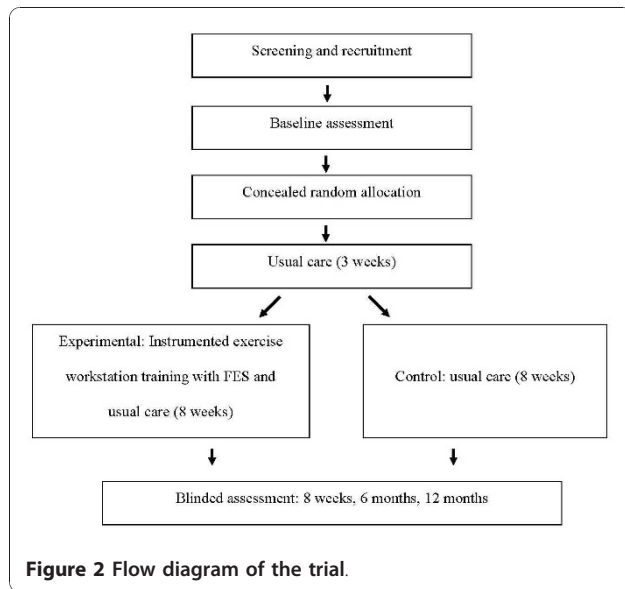 Screening and recruitment
Baseline assessment
Concealed random allocation
Usual care (3 weeks)
Experimental: Instrumented exercise
workstation training with FES and
usual care (8 weeks)
Control: usual care (8 weeks)
Blinded assessment: 8 weeks, 6 months, 12 months
Figure 2 Flow diagram of the trial.